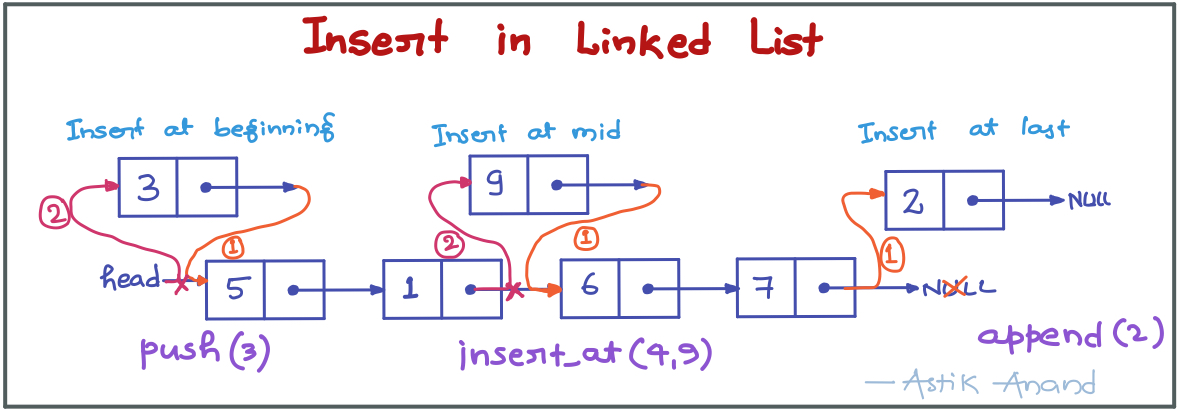 Insert in Linked List
Insert at beginning
Insert at mid
Insert at last
3
9
2
NULL
2
1
2
1
1
head
5
1
6
7
NULL
push(3)
insert_at(4,9)
append(2)
— Astik Anand